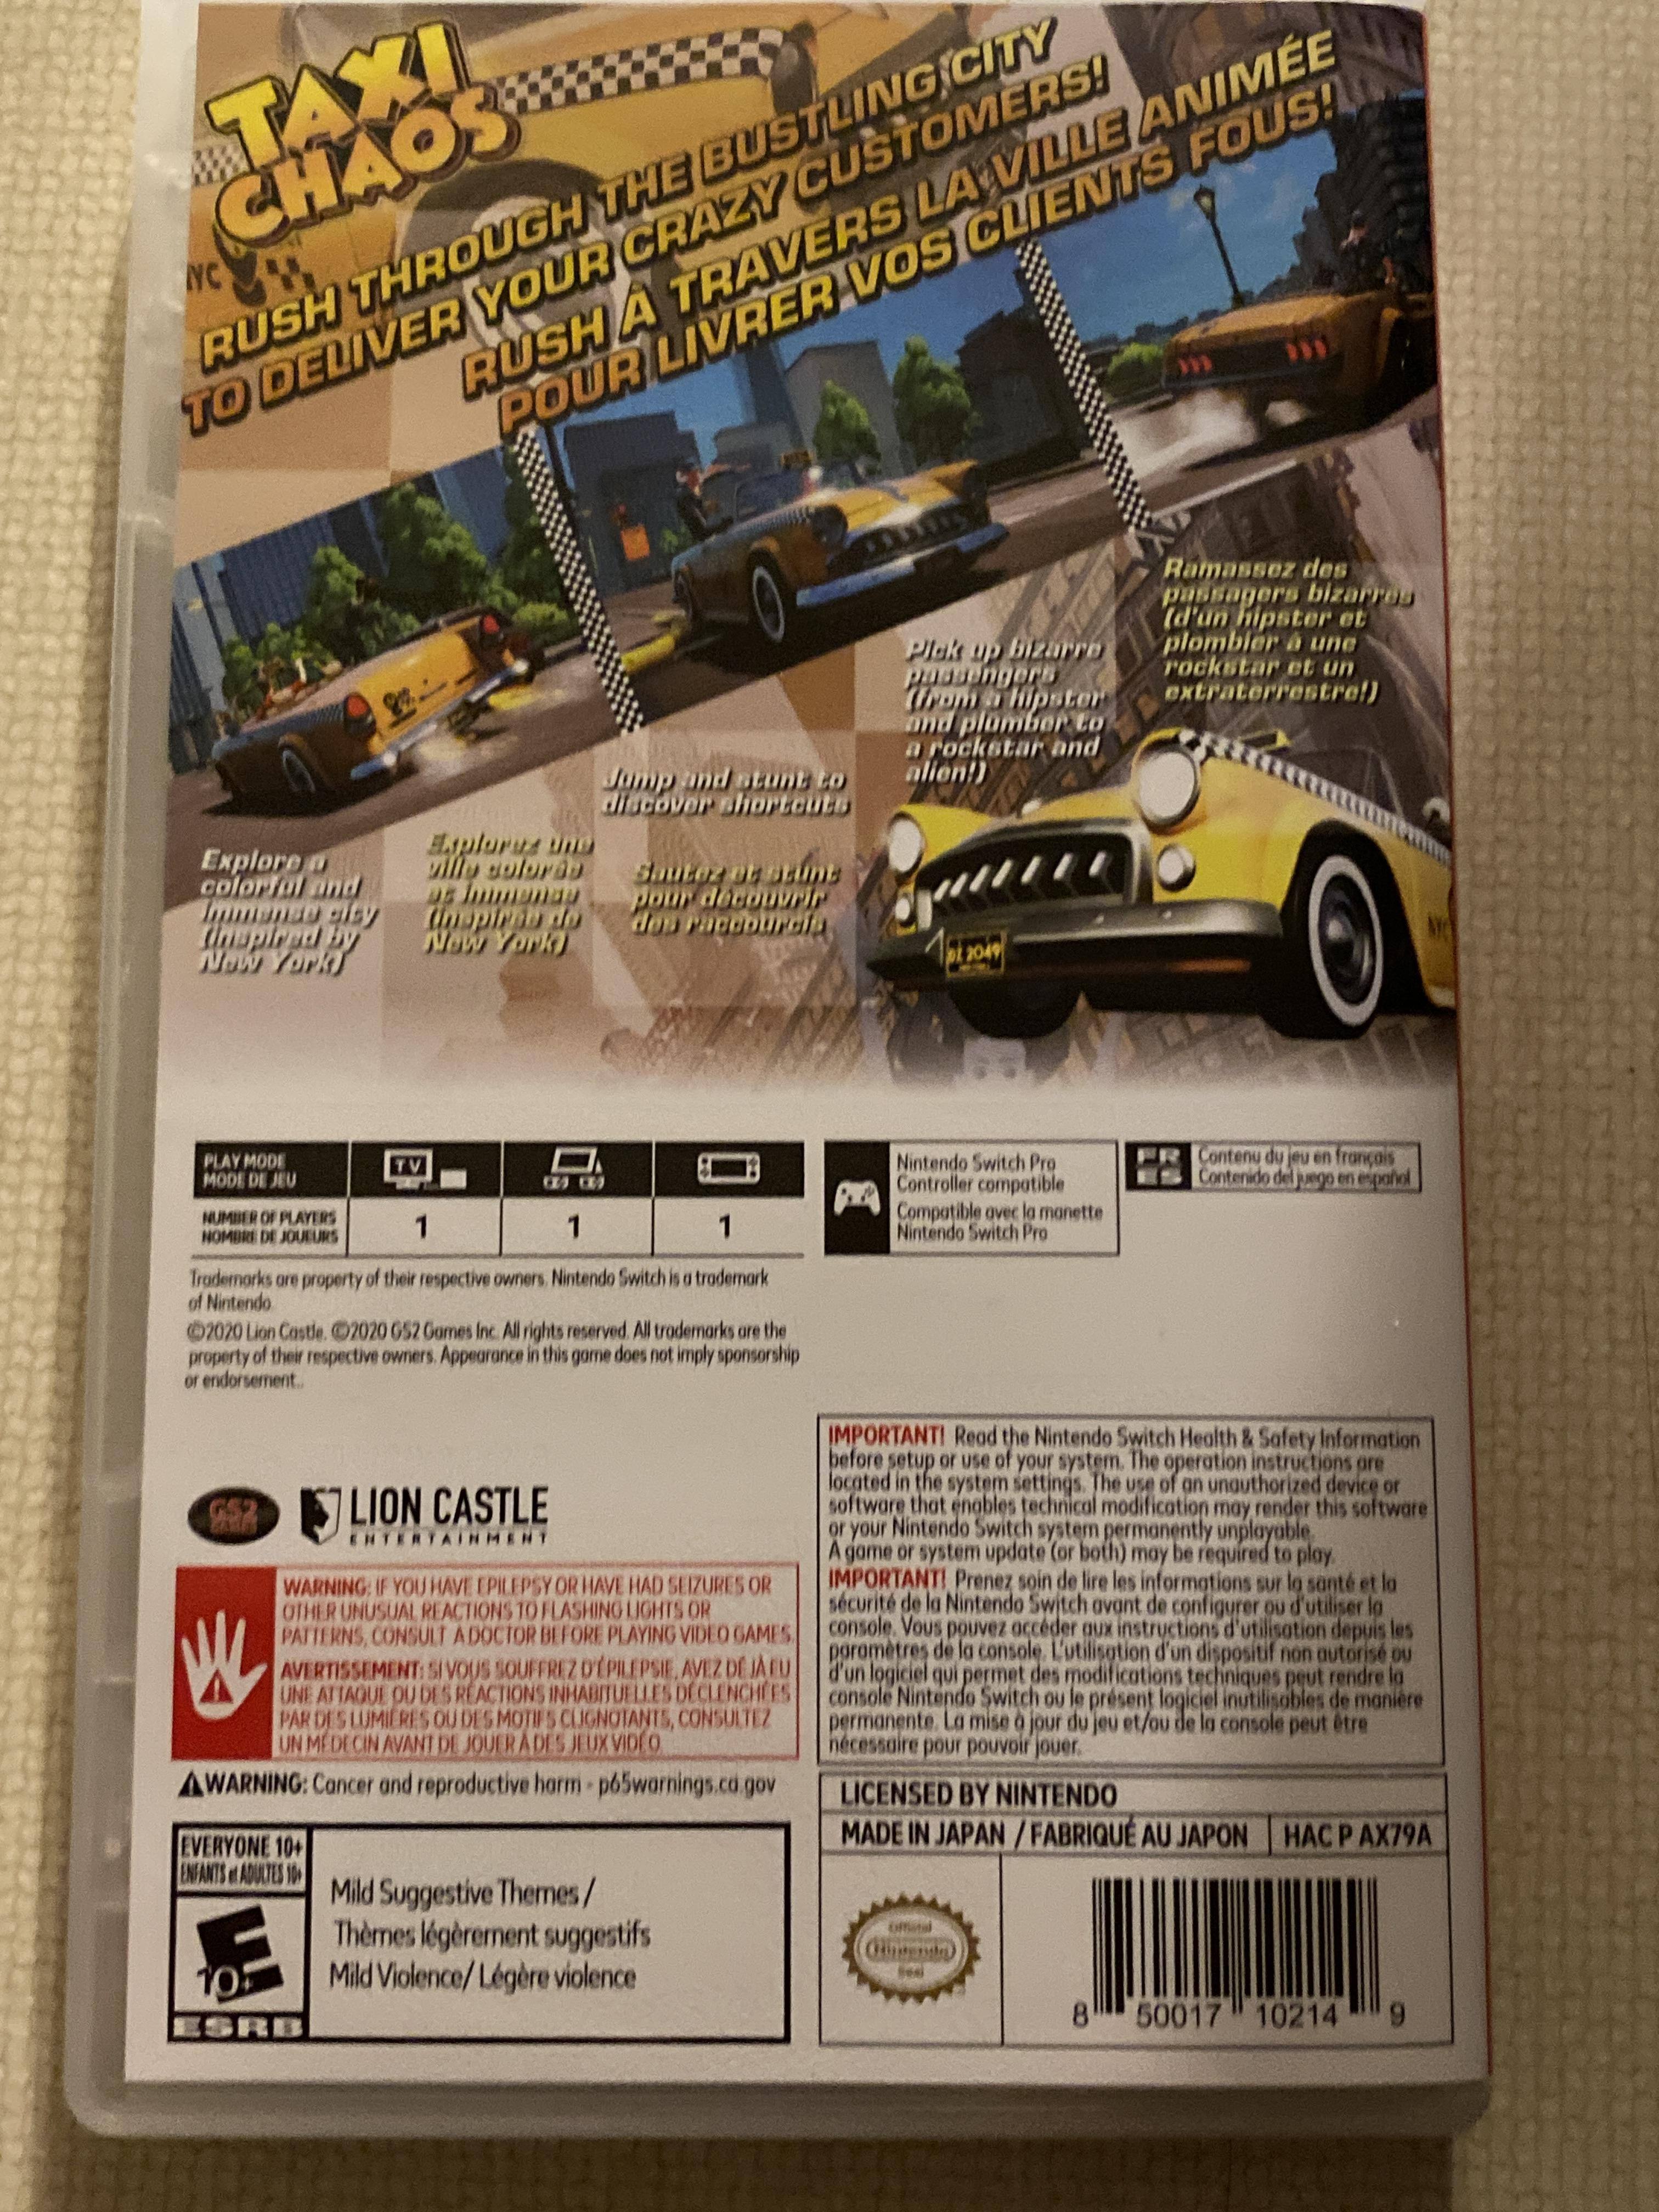 TAXI
CHAOS
NYC
RUSH THROUGH THE BUSTLING CITY
TO DELIVER YOUR CRAZY CUSTOMERS!
RUSH À TRAVERS LA VILLE ANIMÉE
POUR LIVRER VOS CLIENTS FOUS!
Ramassez des
passagers bizarres
(d'un hipster et
plombier à une
rockstar et un
extraterrestre!)
Pick up bizarre
passengers
(from a hipster
and plumber to
a rockstar and
alien!)
Jump and stunt to
discover shortcuts
Sautez et stunt
pour découvrir
des raccourcis
Explorez une
ville colorée
et immense
(inspirée de
New York)
Explore a
colorful and
immense city
(inspired by
New York)
DZ 2049
NYC
PLAY MODE
MODE DE JEU
TV
NUMBER OF PLAYERS
NOMBRE DE JOUEURS
1
1
1
Nintendo Switch Pro
Controller compatible
Compatible avec la manette
Nintendo Switch Pro
FR
ES
Contenu du jeu en français
Contenido del juego en español
Trademarks are property of their respective owners. Nintendo Switch is a trademark
of Nintendo
©2020 Lion Castle. ©2020 GS2 Games Inc. All rights reserved. All trademarks are the
property of their respective owners. Appearance in this game does not imply sponsorship
or endorsement..
GS2
GAMES
LION CASTLE
ENTERTAINMENT
WARNING: IF YOU HAVE EPILEPSY OR HAVE HAD SEIZURES OR
OTHER UNUSUAL REACTIONS TO FLASHING LIGHTS OR
PATTERNS, CONSULT A DOCTOR BEFORE PLAYING VIDEO GAMES.
AVERTISSEMENT: SI VOUS SOUFFREZ D'ÉPILEPSIE, AVEZ DÉJÀ EU
UNE ATTAQUE OU DES RÉACTIONS INHABITUELLES DÉCLENCHÉES
PAR DES LUMIÈRES OU DES MOTIFS CLIGNOTANTS, CONSULTEZ
UN MÉDECIN AVANT DE JOUER À DES JEUX VIDÉO.
WARNING: Cancer and reproductive harm - p65warnings.ca.gov
EVERYONE 10+
ENFANTS et ADULTES 10+
E
10+
ESRB
Mild Suggestive Themes /
Thèmes légèrement suggestifs
Mild Violence/ Légère violence
IMPORTANT! Read the Nintendo Switch Health & Safety Information
before setup or use of your system. The operation instructions are
located in the system settings. The use of an unauthorized device or
software that enables technical modification may render this software
or your Nintendo Switch system permanently unplayable.
A game or system update (or both) may be required to play.
IMPORTANT! Prenez soin de lire les informations sur la santé et la
sécurité de la Nintendo Switch avant de configurer ou d'utiliser la
console. Vous pouvez accéder aux instructions d'utilisation depuis les
paramètres de la console. L'utilisation d'un dispositif non autorisé ou
d'un logiciel qui permet des modifications techniques peut rendre la
console Nintendo Switch ou le présent logiciel inutilisables de manière
permanente. La mise à jour du jeu et/ou de la console peut être
nécessaire pour pouvoir jouer.
LICENSED BY NINTENDO
MADE IN JAPAN / FABRIQUÉ AU JAPON
HAC P AX79A
Official
Nintendo
Seal
8 50017 10214 9